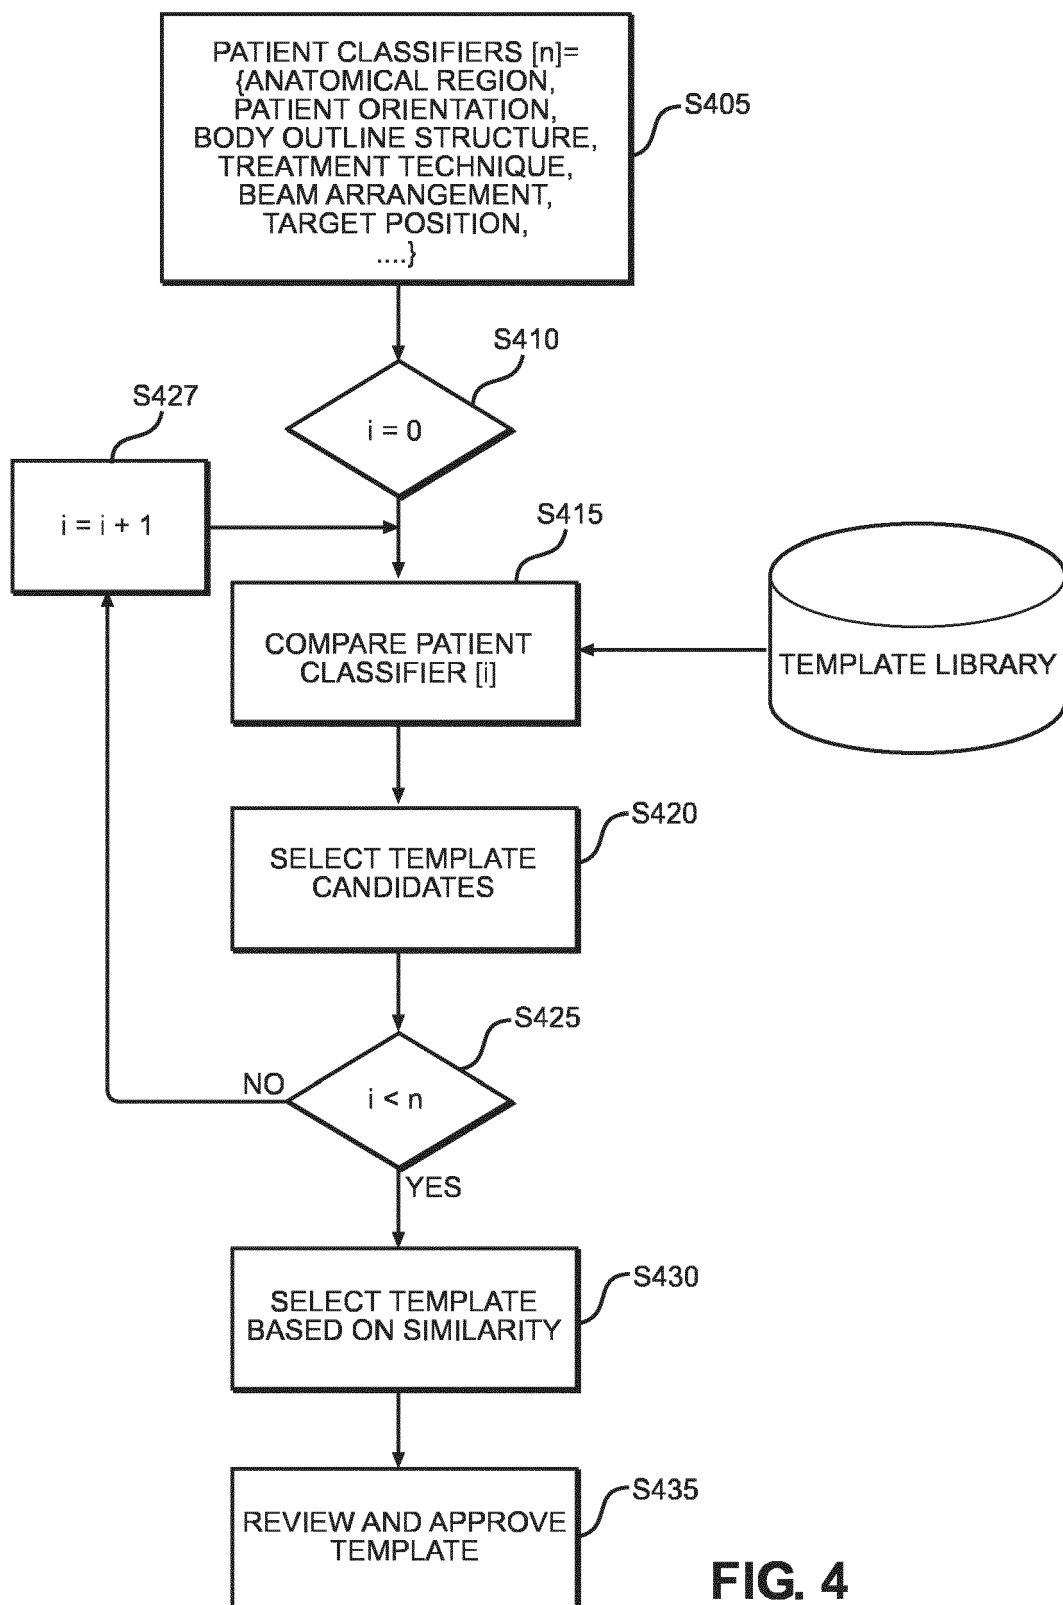 PATIENT CLASSIFIERS [n]=
{ANATOMICAL REGION,
PATIENT ORIENTATION,
BODY OUTLINE STRUCTURE,
TREATMENT TECHNIQUE,
BEAM ARRANGEMENT,
TARGET POSITION,
....}
S405
S410
i = 0
S427
i = i + 1
S415
COMPARE PATIENT
CLASSIFIER [i]
TEMPLATE LIBRARY
S420
SELECT TEMPLATE
CANDIDATES
S425
NO
i < n
YES
S430
SELECT TEMPLATE
BASED ON SIMILARITY
S435
REVIEW AND APPROVE
TEMPLATE
FIG. 4